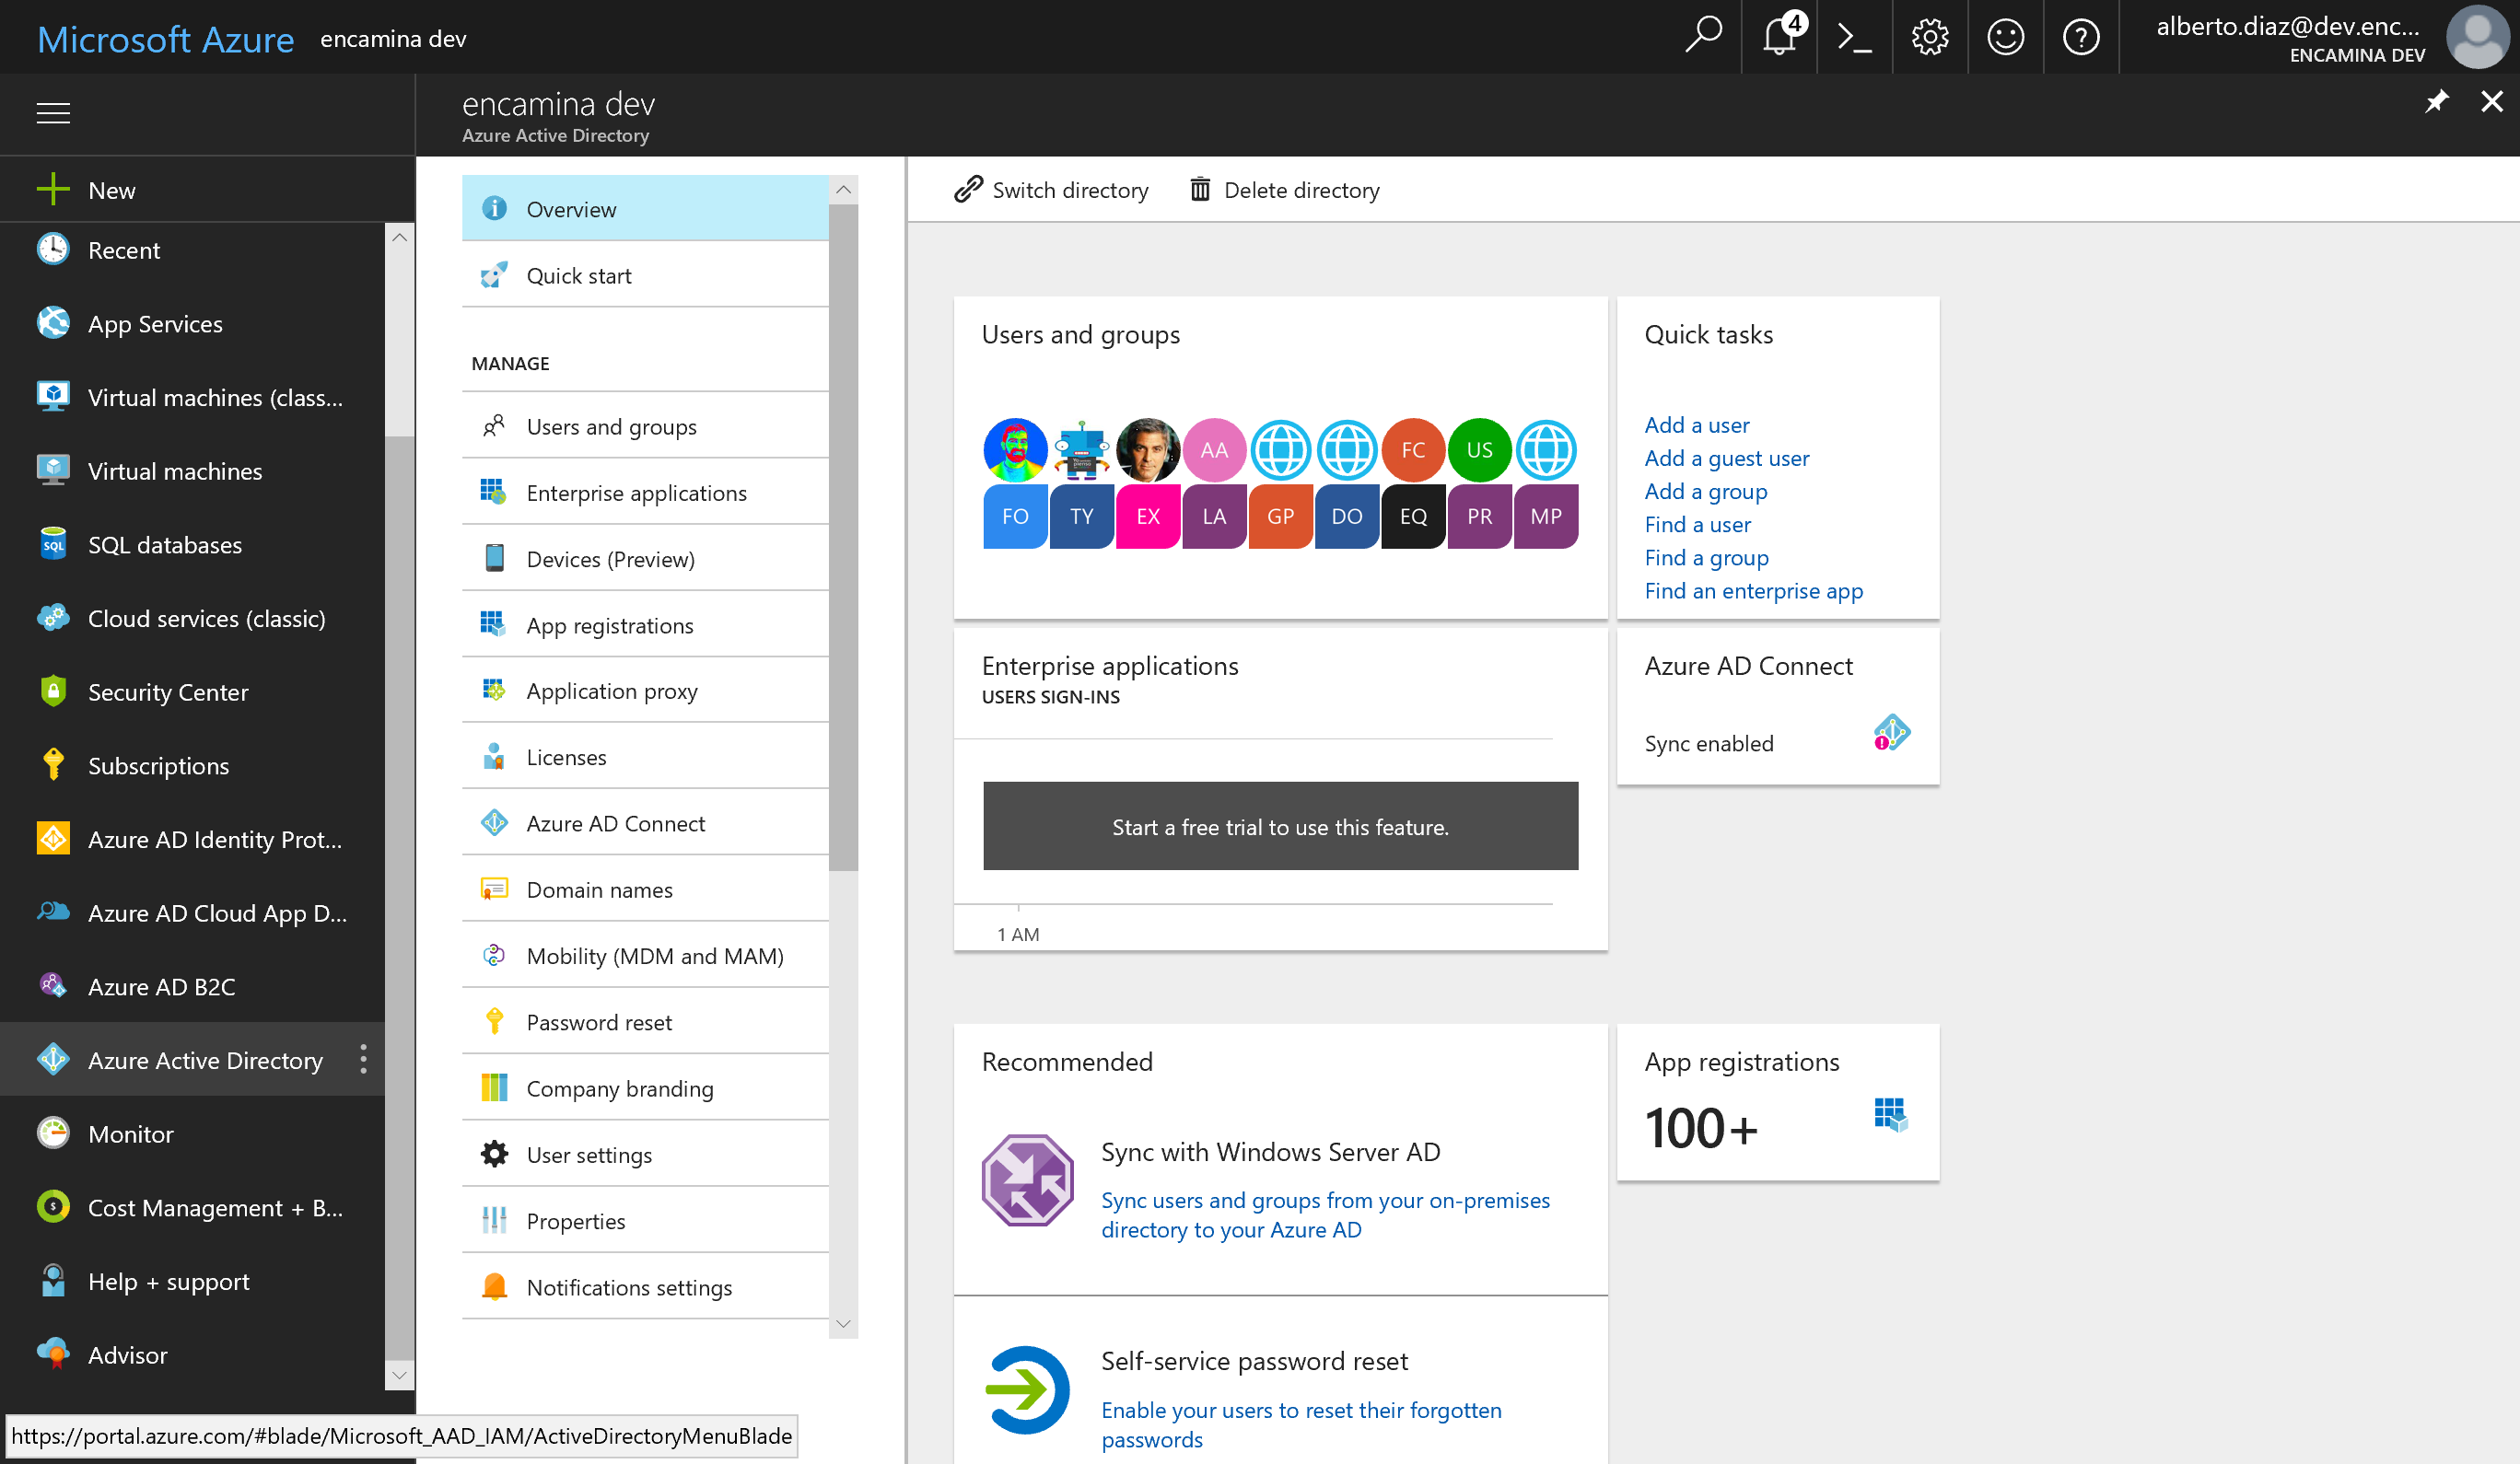 Microsoft Azure encamina dev
4
alberto.diaz@dev.enc...
ENCAMINA DEV
encamina dev
Azure Active Directory
New
Recent
App Services
Virtual machines (class...
Virtual machines
SQL
SQL databases
Cloud services (classic)
Security Center
Subscriptions
Azure AD Identity Prot...
Azure AD Cloud App D...
Azure AD B2C
Azure Active Directory
Monitor
Cost Management + B...
Help + support
Advisor
https://portal.azure.com/#blade/Microsoft_AAD_IAM/ActiveDirectoryMenuBlade
Overview
Quick start
MANAGE
Users and groups
Enterprise applications
Devices (Preview)
App registrations
Application proxy
Licenses
Azure AD Connect
Domain names
Mobility (MDM and MAM)
Password reset
Company branding
User settings
Properties
Notifications settings
Switch directory
Delete directory
Users and groups
AA FC US
FO TY EX LA GP DO EQ PR MP
Quick tasks
Add a user
Add a guest user
Add a group
Find a user
Find a group
Find an enterprise app
Enterprise applications
USERS SIGN-INS
Start a free trial to use this feature.
1 AM
Azure AD Connect
Sync enabled
Recommended
Sync with Windows Server AD
Sync users and groups from your on-premises
directory to your Azure AD
Self-service password reset
Enable your users to reset their forgotten
passwords
App registrations
100+